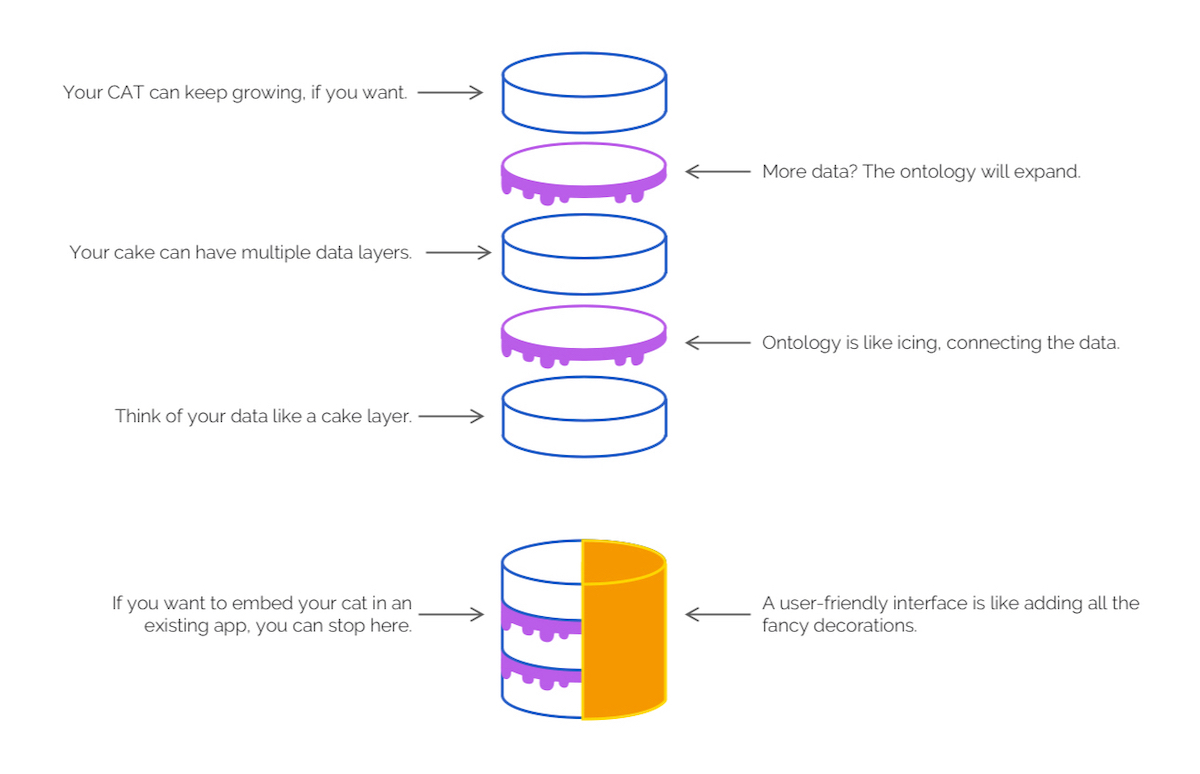 Your CAT can keep growing, if you want.
More data? The ontology will expand.
Your cake can have multiple data layers.
Ontology is like icing, connecting the data.
Think of your data like a cake layer.
If you want to embed your cat in an
existing app, you can stop here.
A user-friendly interface is like adding all the
fancy decorations.